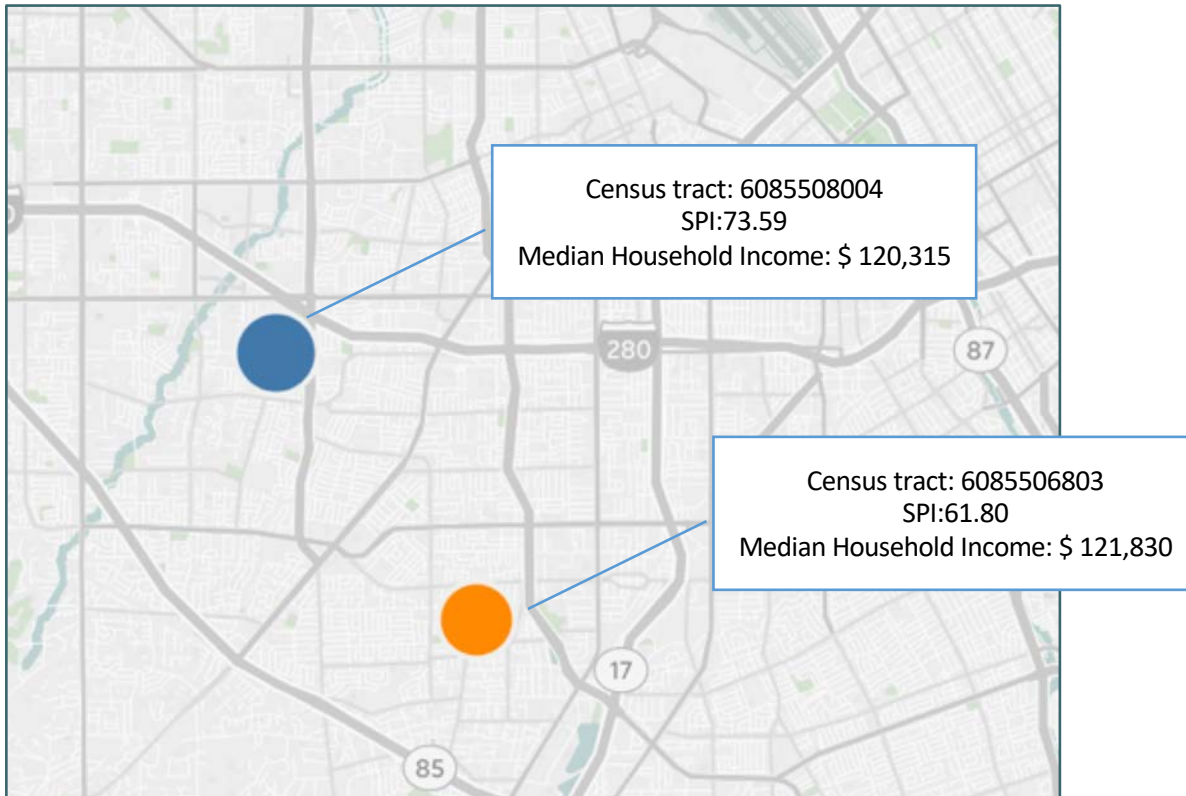 Census tract: 6085508004
SPI:73.59
Median Household Income: $ 120,315
280
87
Census tract: 6085506803
SPI:61.80
Median Household Income: $ 121,830
17
85